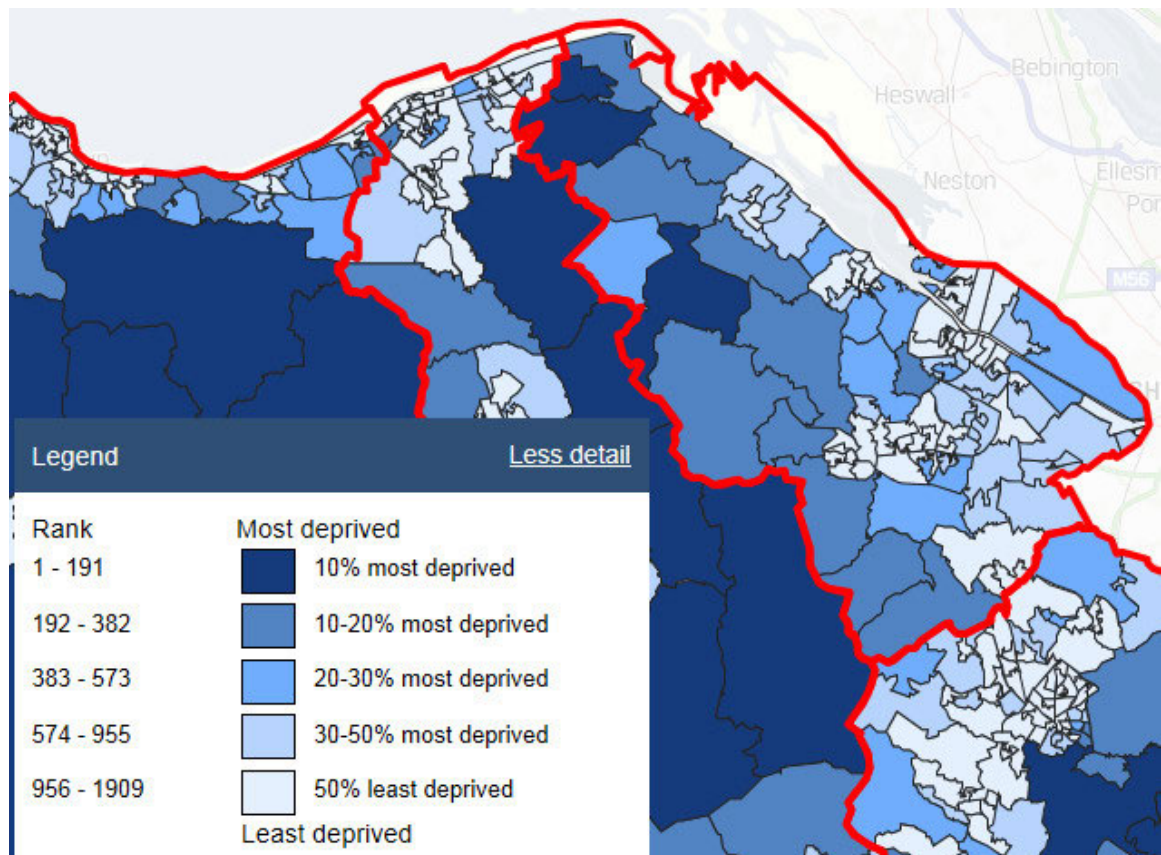 Bebington
Heswall
Neston
Ellesm
Por
M56
Legend Less detail
Rank Most deprived
1 - 191 10% most deprived
192 - 382 10-20% most deprived
383 - 573 20-30% most deprived
574 - 955 30-50% most deprived
956 - 1909 50% least deprived
Least deprived